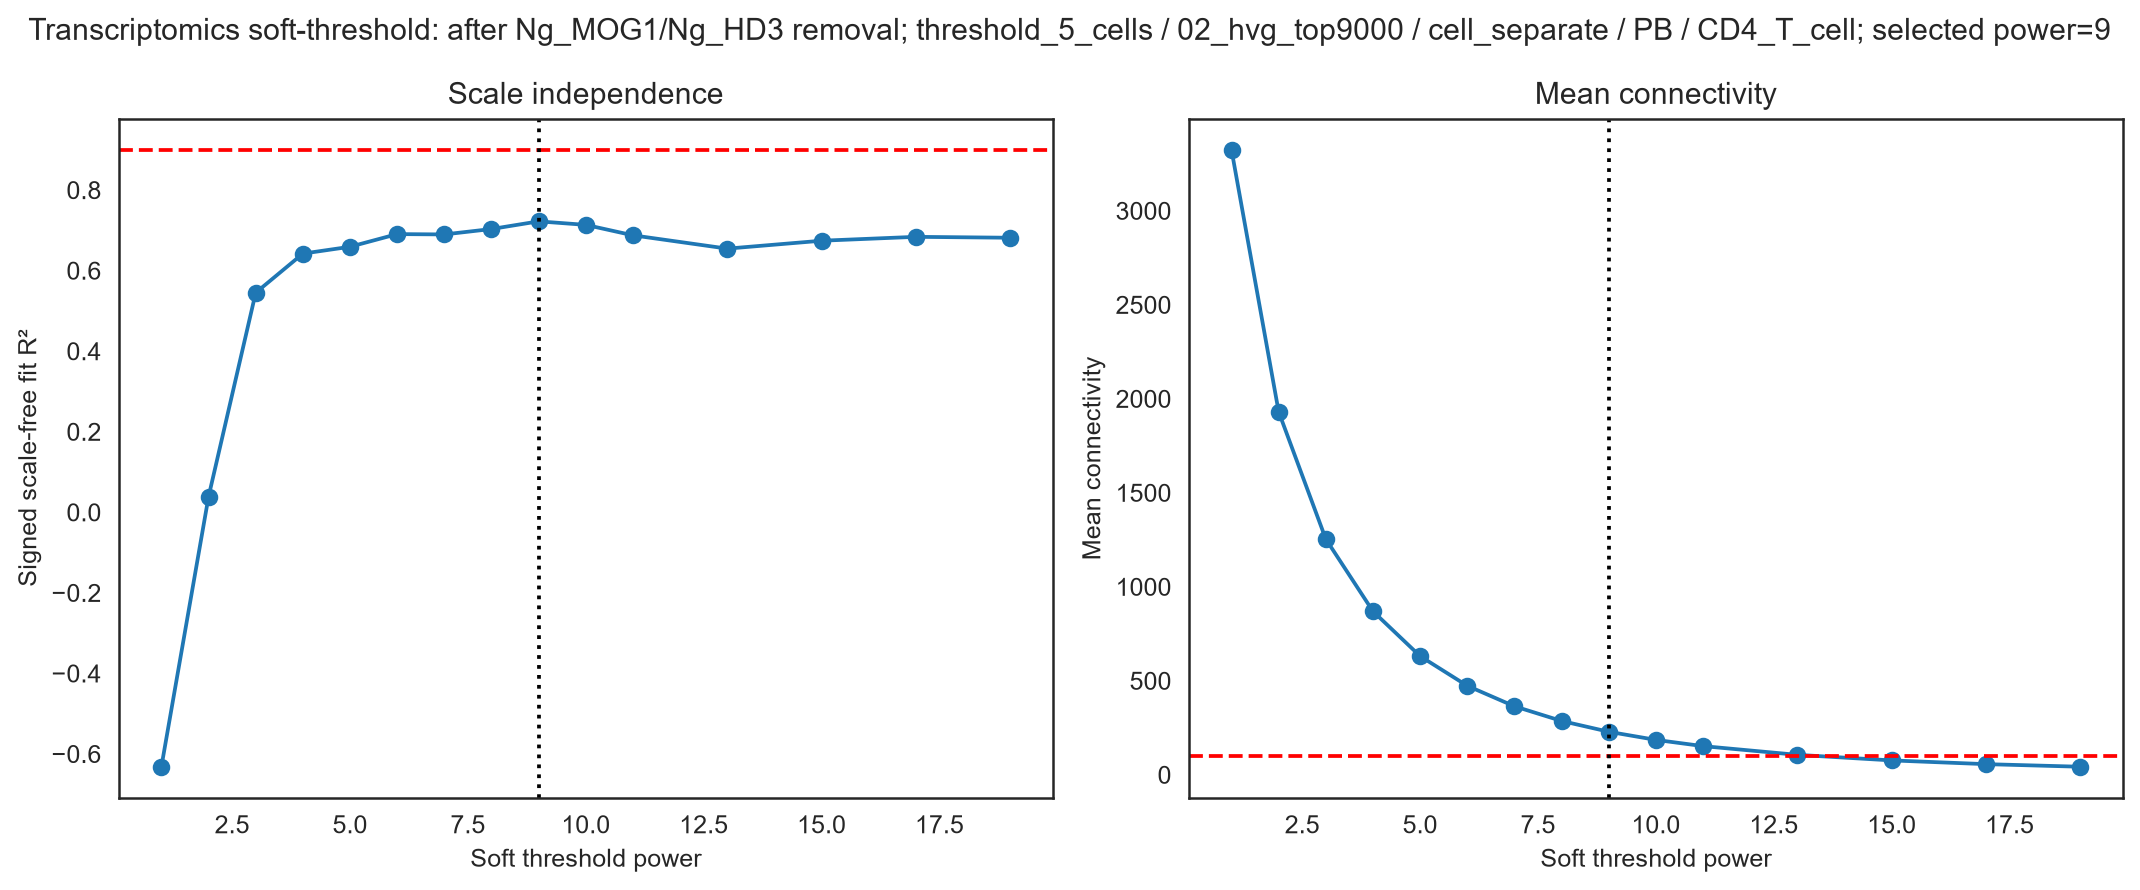 Transcriptomics soft-threshold: after Ng_MOG1/Ng_HD3 removal; threshold_5_cells / 02_hvg_top9000 / cell_separate / PB / CD4_T_cell; selected power=9
Scale independence
Signed scale-free fit R²
0.8
0.6
0.4
0.2
0.0
−0.2
−0.4
−0.6
2.5 5.0 7.5 10.0 12.5 15.0 17.5
Soft threshold power
Mean connectivity
Mean connectivity
3000
2500
2000
1500
1000
500
0
2.5 5.0 7.5 10.0 12.5 15.0 17.5
Soft threshold power